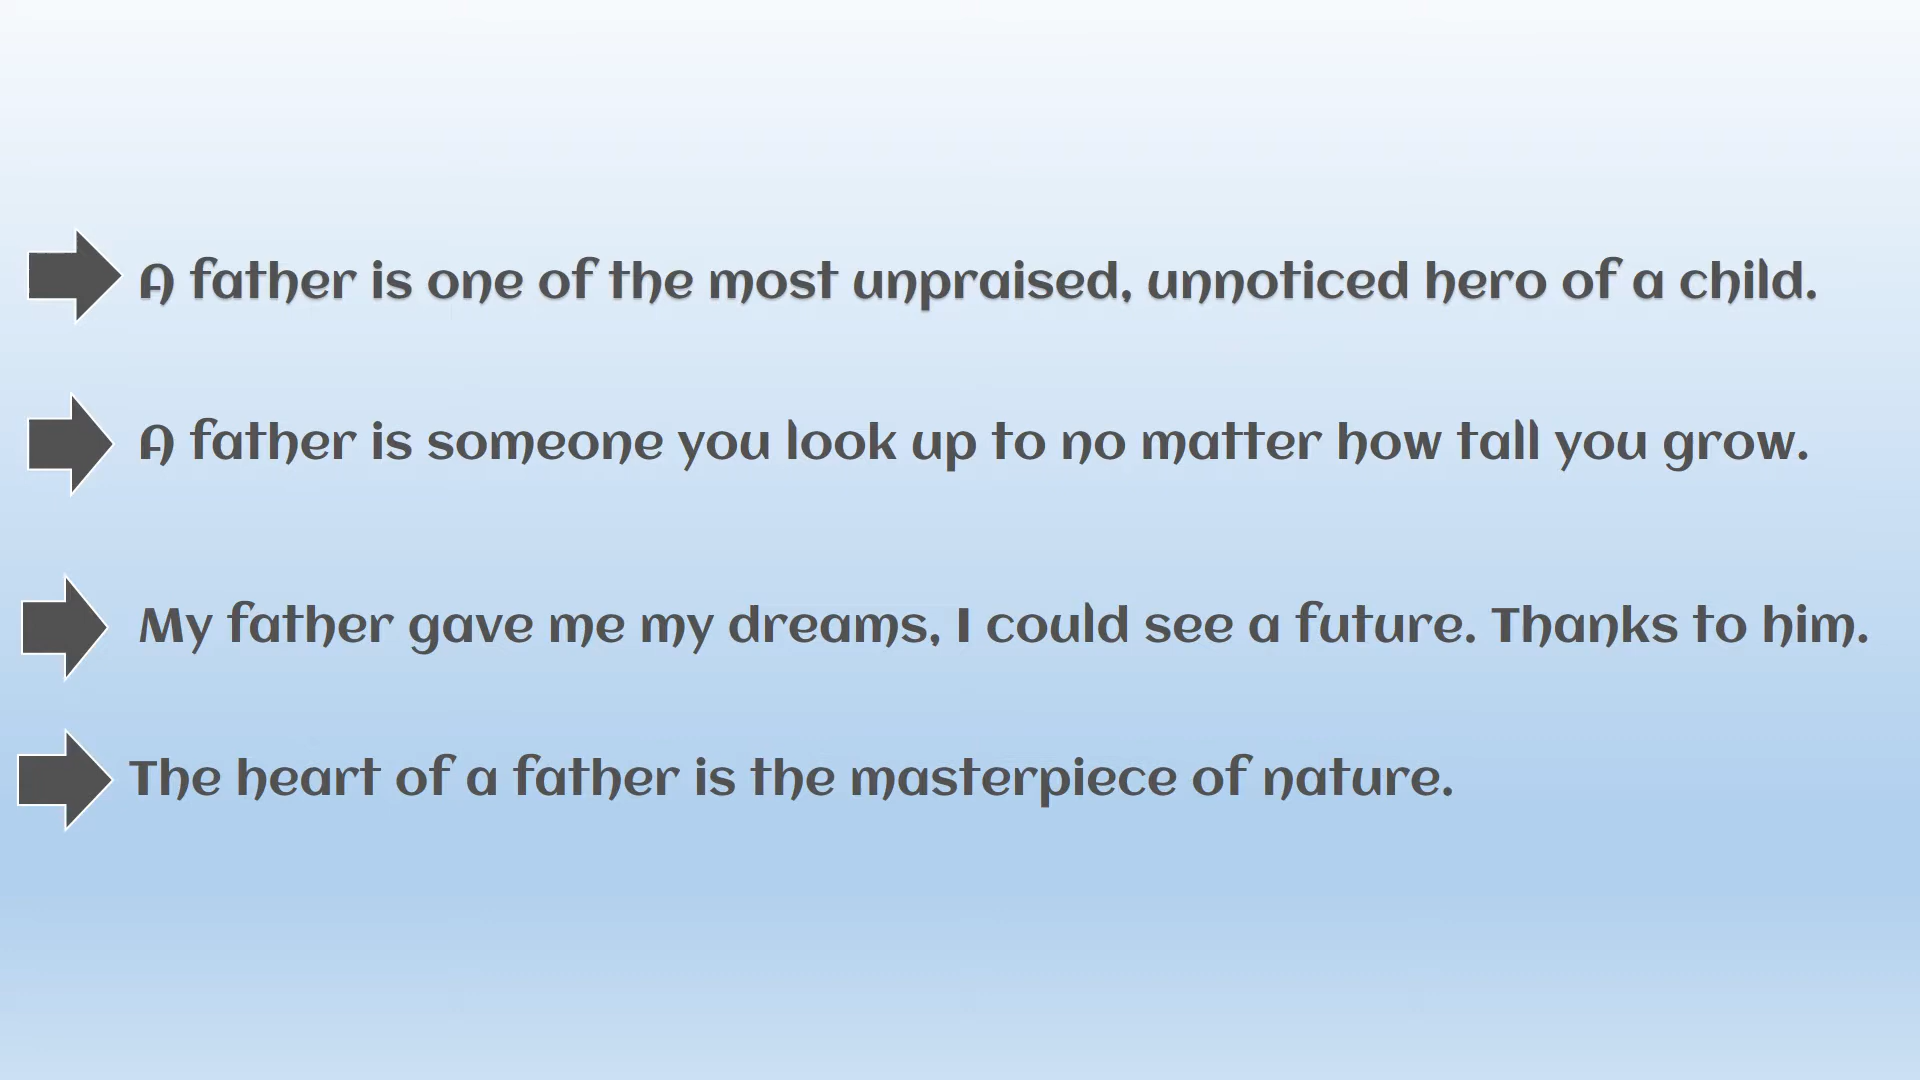 A father is one of the most unpraised, unnoticed hero of a child.
A father is someone you look up to no matter how tall you grow.
My father gave me my dreams, I could see a future. Thanks to him.
The heart of a father is the masterpiece of nature.